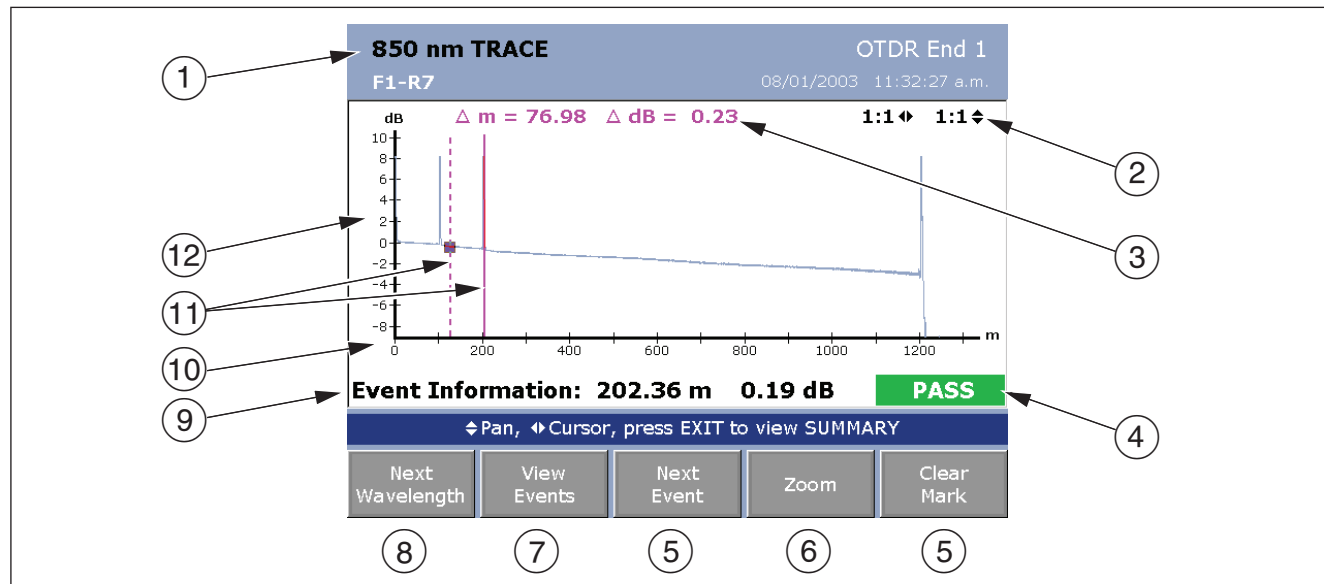 850 nm TRACE OTDR End 1
F1-R7 08/01/2003 11:32:27 a.m.
dB △ m = 76.98 △ dB = 0.23 1:1 1:1
10
8
6
4
2
0
-2
-4
-6
-8
m
0 200 400 600 800 1000 1200
Event Information: 202.36 m 0.19 dB PASS
Pan, Cursor, press EXIT to view SUMMARY
Next Wavelength
View Events
Next Event
Zoom
Clear Mark
1
2
3
4
5
6
5
7
8
9
10
11
12